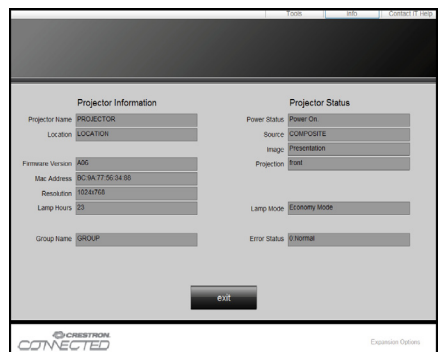 Tools Info Contact IT Help
Projector Information
Projector Name PROJECTOR
Location LOCATION
Firmware Version A06
Mac Address BC:9A:77:56:34:98
Resolution 1024x768
Lamp Hours 23
Group Name GROUP
Projector Status
Power Status Power On
Source COMPOSITE
Image Presentation
Projection front
Lamp Mode Economy Mode
Error Status 0:Normal
exit
CRESTRON.
CONNECTED
Expansion Options